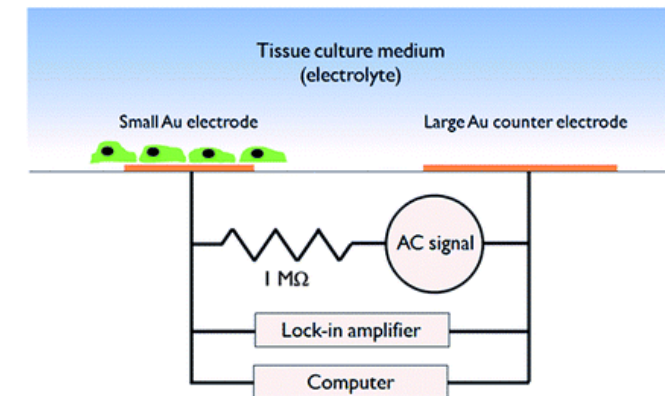 Tissue culture medium
(electrolyte)
Small Au electrode
Large Au counter electrode
AC signal
1 MΩ
Lock-in amplifier
Computer